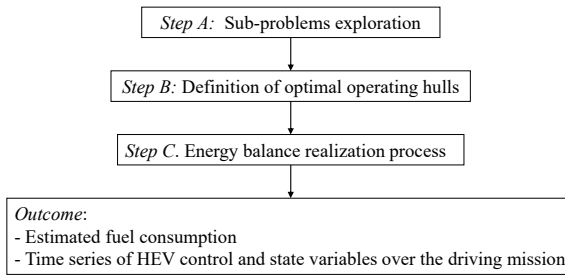 Step A: Sub-problems exploration
Step B: Definition of optimal operating hulls
Step C. Energy balance realization process
Outcome:
- Estimated fuel consumption
- Time series of HEV control and state variables over the driving mission